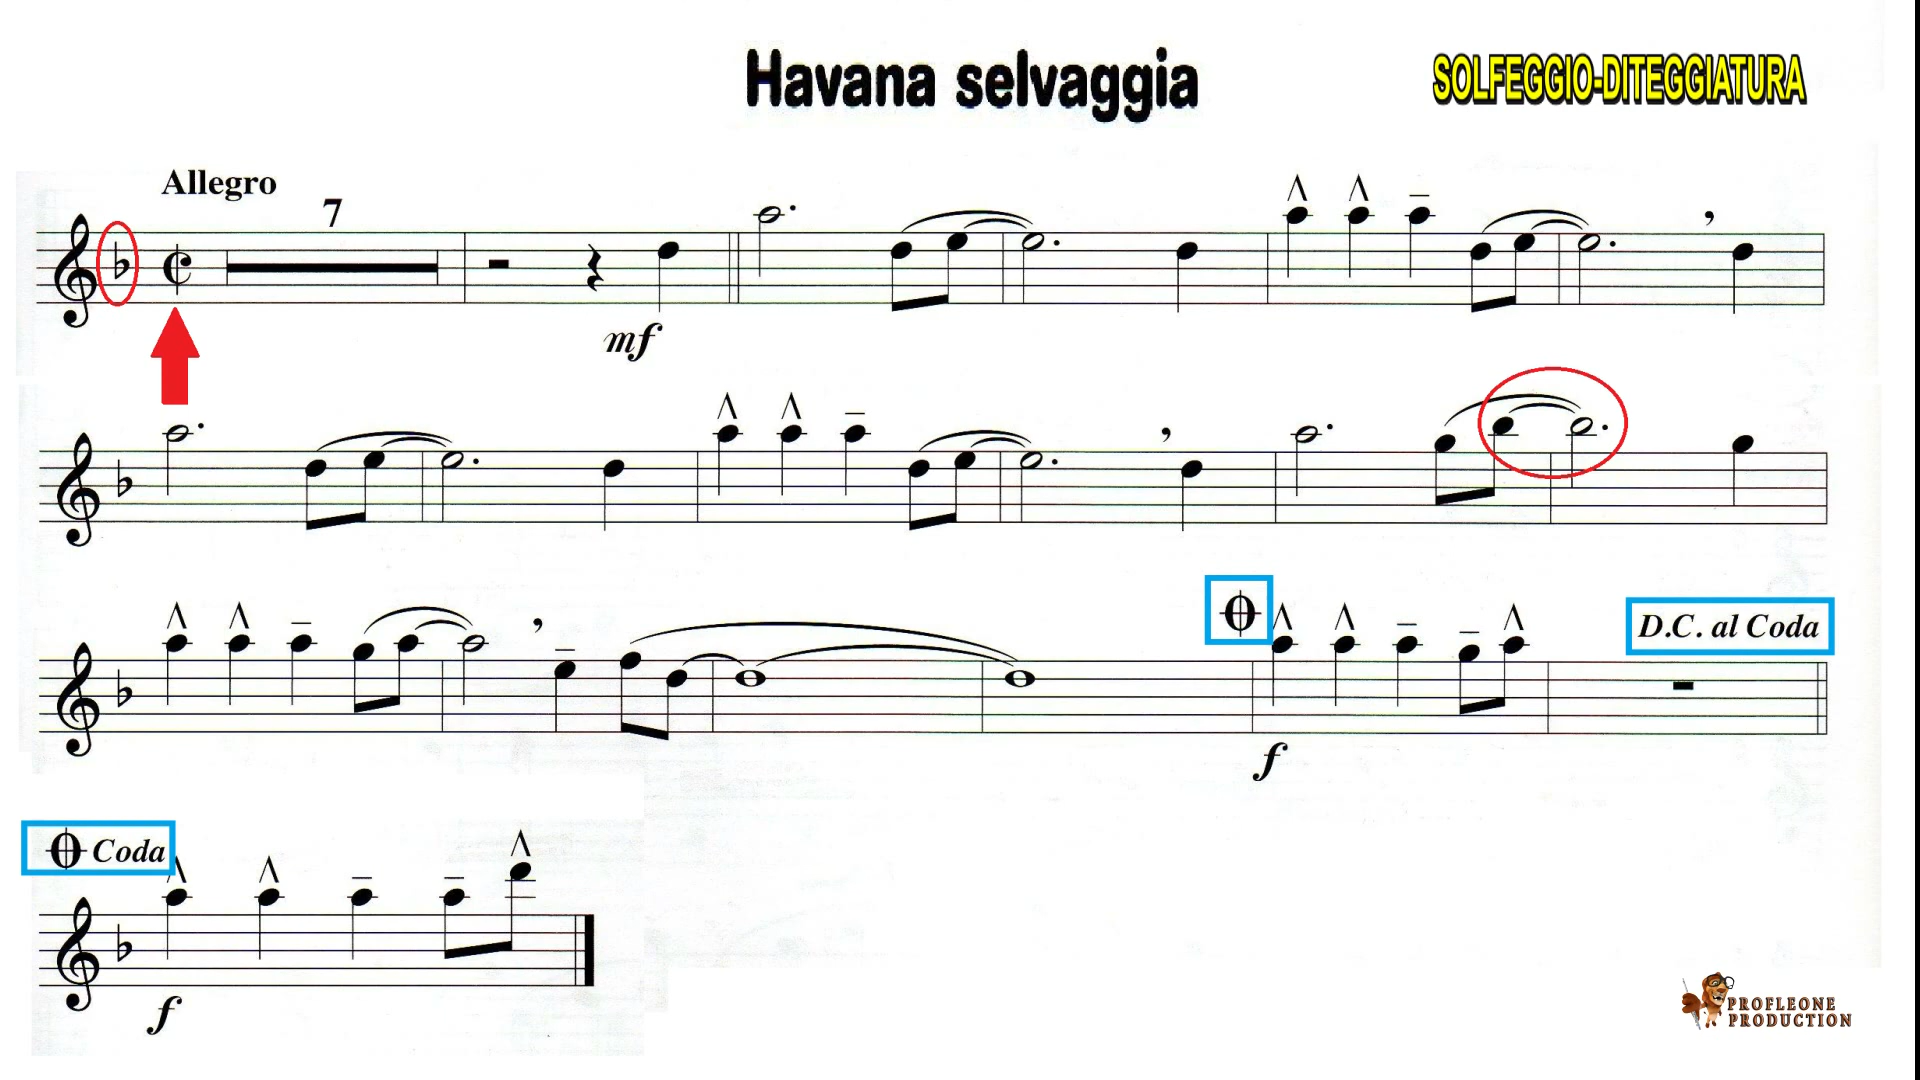 Havana selvaggia
SOLFEGGIO-DITEGGIATURA
Allegro
7
mf
D.C. al Coda
f
Coda
f
PROFLEONE
PRODUCTION